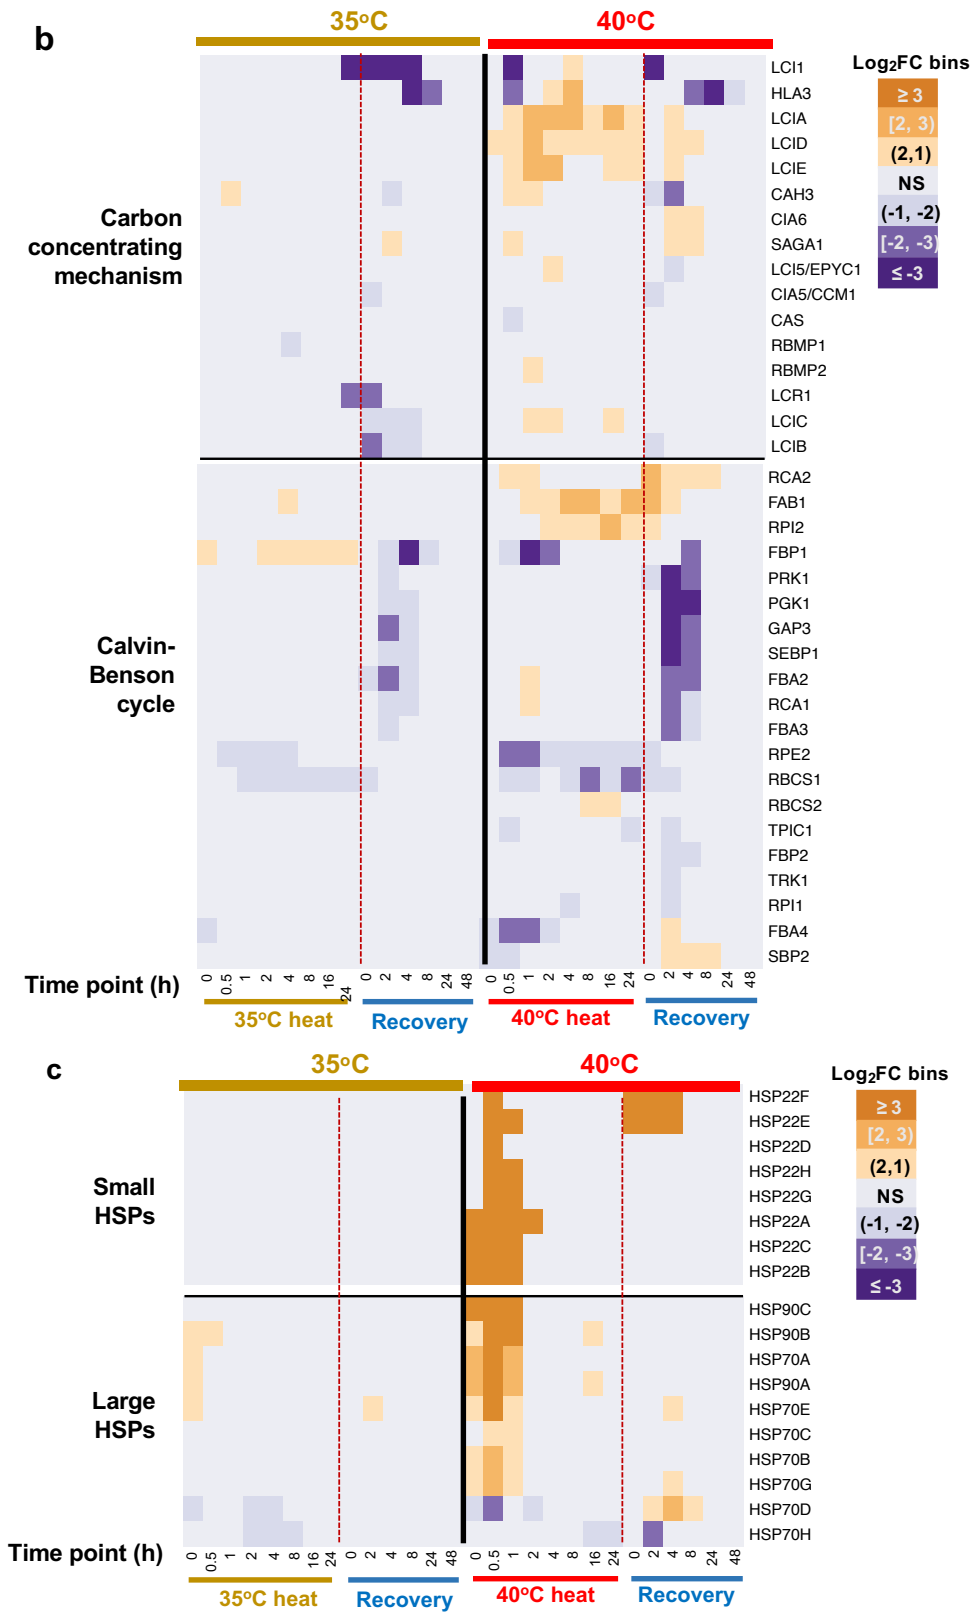 b
35°C
40°C
Log2FC bins
≥ 3
[2, 3)
(2,1)
NS
(-1, -2)
[-2, -3)
≤ -3
Carbon
concentrating
mechanism
LCI1
HLA3
LCIA
LCID
LCIE
CAH3
CIA6
SAGA1
LCI5/EPYC1
CIA5/CCM1
CAS
RBMP1
RBMP2
LCR1
LCIC
LCIB
Calvin-
Benson
cycle
RCA2
FAB1
RPI2
FBP1
PRK1
PGK1
GAP3
SEBP1
FBA2
RCA1
FBA3
RPE2
RBCS1
RBCS2
TPIC1
FBP2
TRK1
RPI1
FBA4
SBP2
Time point (h)
0 0.5 1 2 4 8 16 24 0 2 4 8 24 48 0 0.5 1 2 4 8 16 24 0 2 4 8 24 48
35°C heat Recovery 40°C heat Recovery
c
35°C
40°C
Log2FC bins
≥ 3
[2, 3)
(2,1)
NS
(-1, -2)
[-2, -3)
≤ -3
Small
HSPs
HSP22F
HSP22E
HSP22D
HSP22H
HSP22G
HSP22A
HSP22C
HSP22B
Large
HSPs
HSP90C
HSP90B
HSP70A
HSP90A
HSP70E
HSP70C
HSP70B
HSP70G
HSP70D
HSP70H
Time point (h)
0 0.5 1 2 4 8 16 24 0 2 4 8 24 48 0 0.5 1 2 4 8 16 24 0 2 4 8 24 48
35°C heat Recovery 40°C heat Recovery